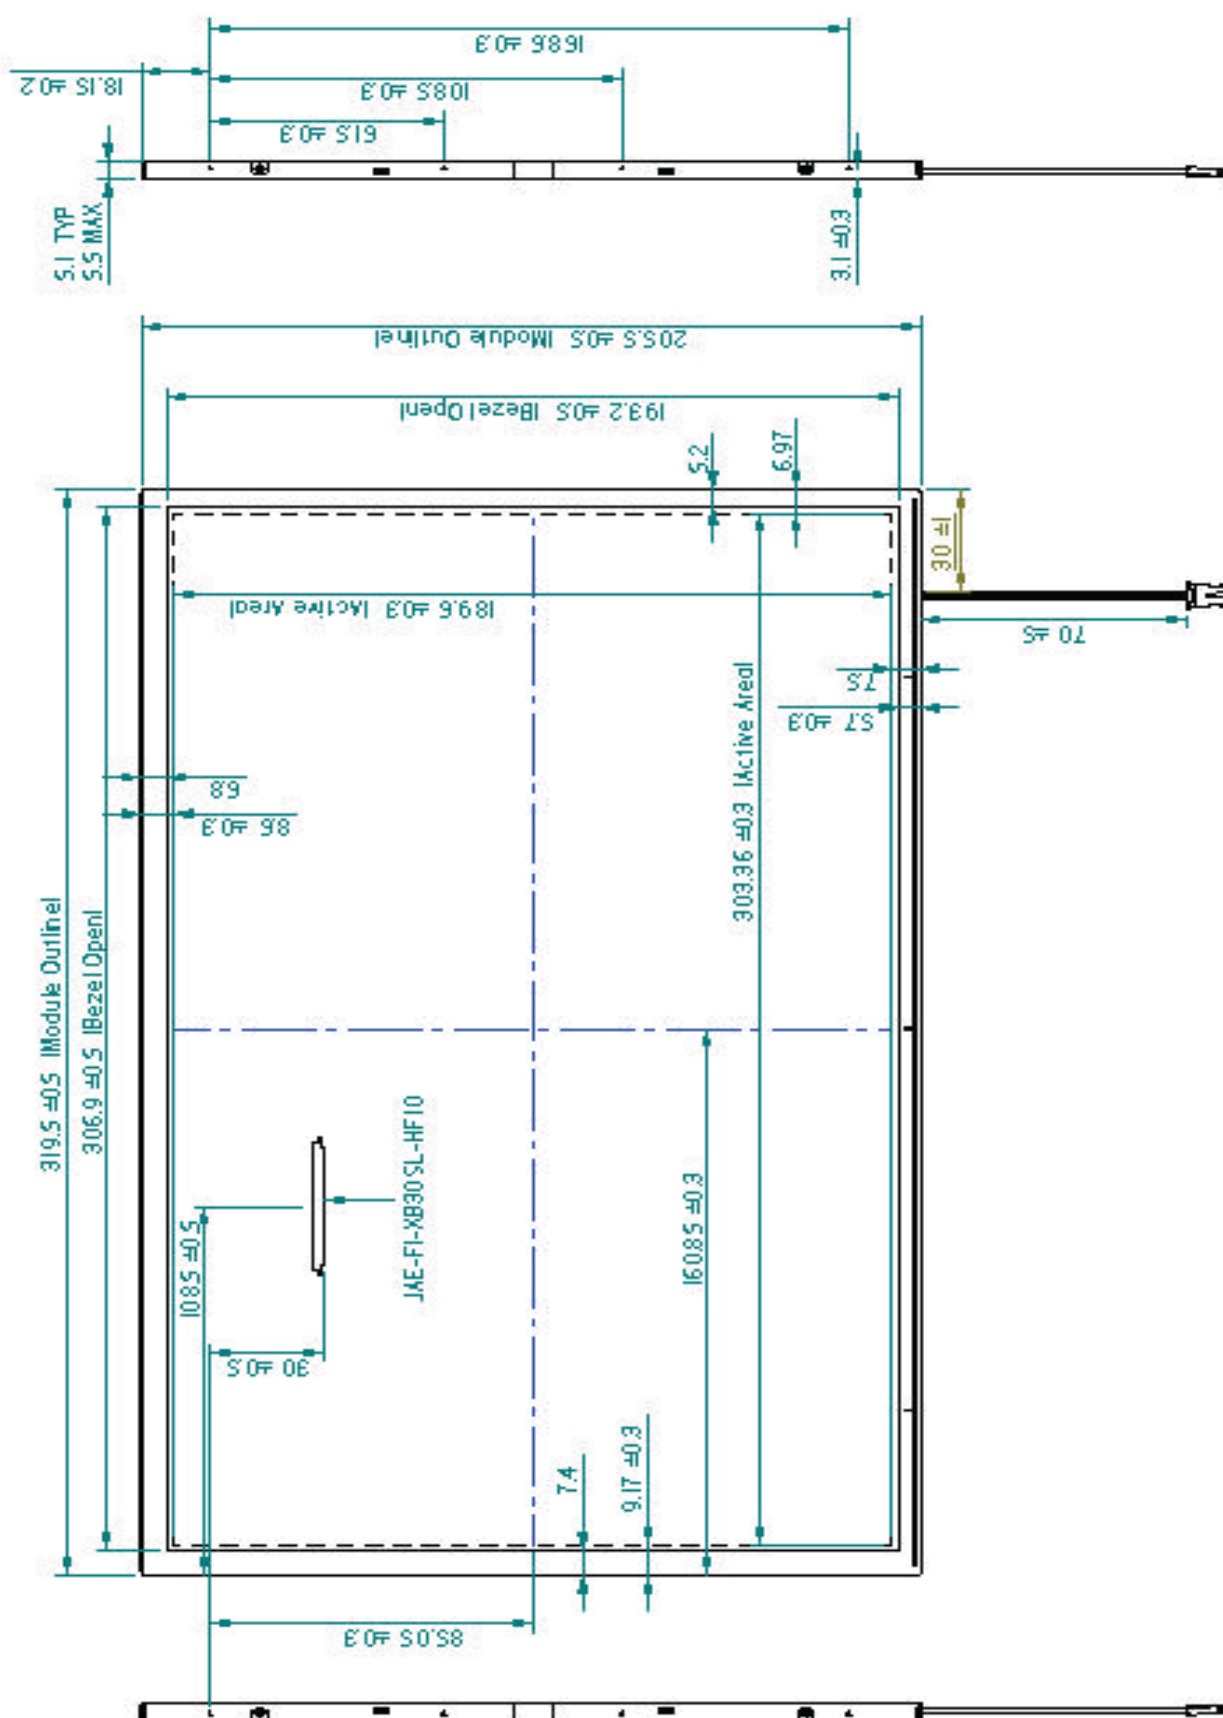 168.6 ±0.3
18.15 ±0.2
108.5 ±0.3
61.5 ±0.3
5.1 TYP
5.5 MAX
3.1 ±0.3
205.5 ±0.5 (Module Outline)
193.2 ±0.5 (Bezel Open)
5.2
6.97
30 ±1
189.6 ±0.3 (Active Area)
70 ±5
7.5
5.7 ±0.3
303.36 ±0.3 (Active Area)
6.8
8.6 ±0.3
319.5 ±0.5 (Module Outline)
306.9 ±0.5 (Bezel Open)
JAE-FI-XB30SL-HF10
108.5 ±0.5
160.85 ±0.3
30 ±0.5
7.4
9.17 ±0.3
85.05 ±0.3